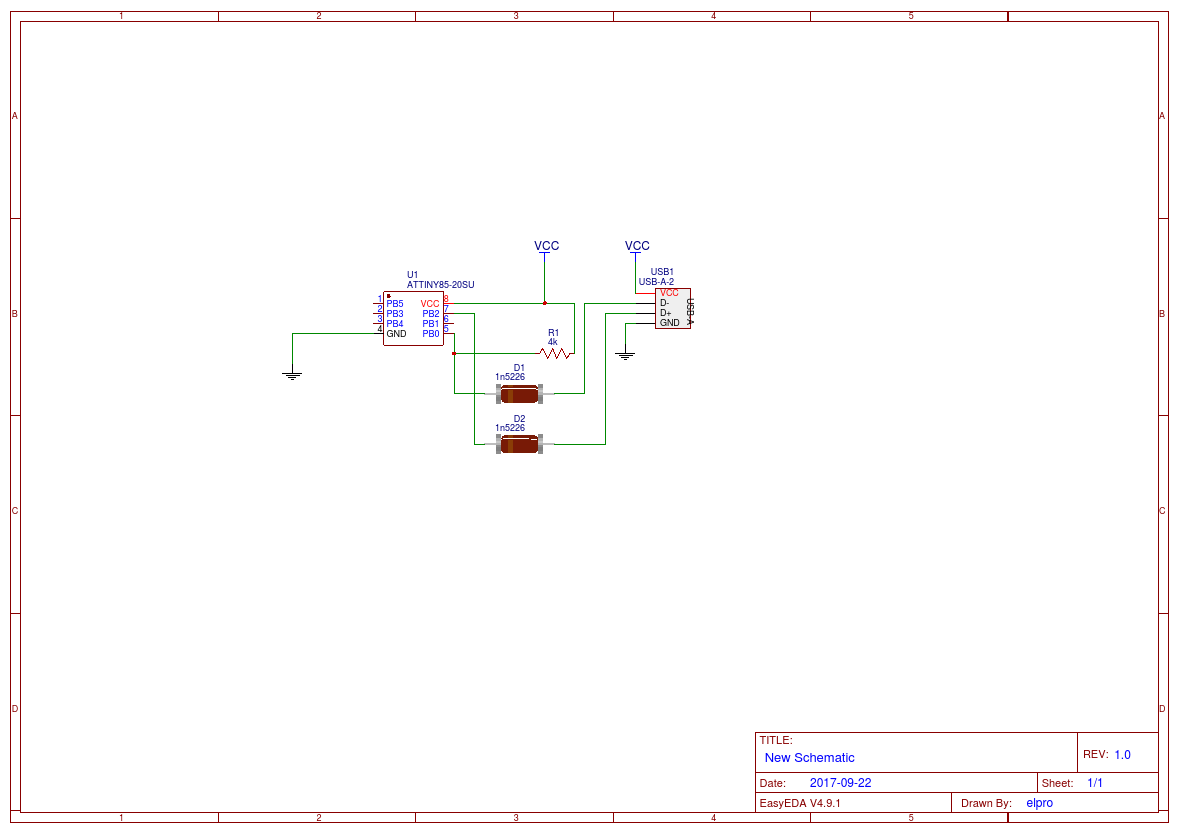 1 2 3 4 5
A A
VCC VCC
U1
ATTINY85-20SU
USB1
USB-A-2
1 PB5 VCC 8
2 PB3 PB2 7
3 PB4 PB1 6
4 GND PB0 5
VCC
D-
D+
GND
USB-A
B B
R1
4k
D1
1n5226
D2
1n5226
C C
D D
TITLE:
New Schematic
REV: 1.0
Date: 2017-09-22
Sheet: 1/1
EasyEDA V4.9.1
Drawn By: elpro
1 2 3 4 5